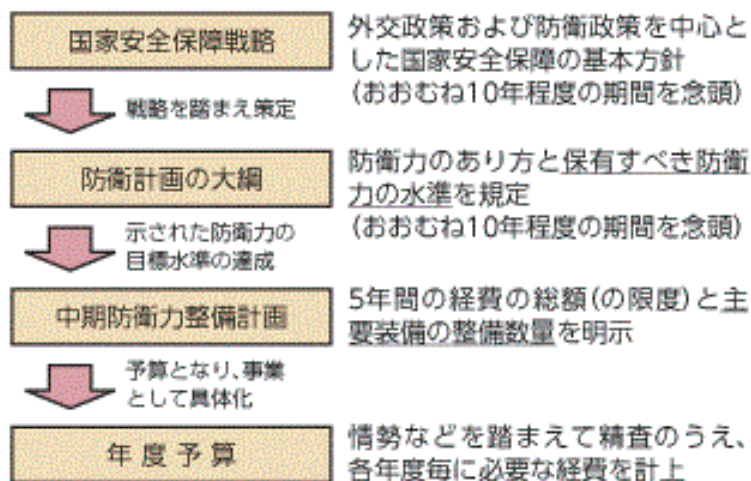 国家安全保障戦略
外交政策および防衛政策を中心と
した国家安全保障の基本方針
(おおむね10年程度の期間を念頭)
戦略を踏まえ策定
防衛計画の大綱
防衛力のあり方と保有すべき防衛
力の水準を規定
(おおむね10年程度の期間を念頭)
示された防衛力の
目標水準の達成
中期防衛力整備計画
5年間の経費の総額(の限度)と主
要装備の整備数量を明示
予算となり、事業
として具体化
年度予算
情勢などを踏まえて精査のうえ、
各年度毎に必要な経費を計上